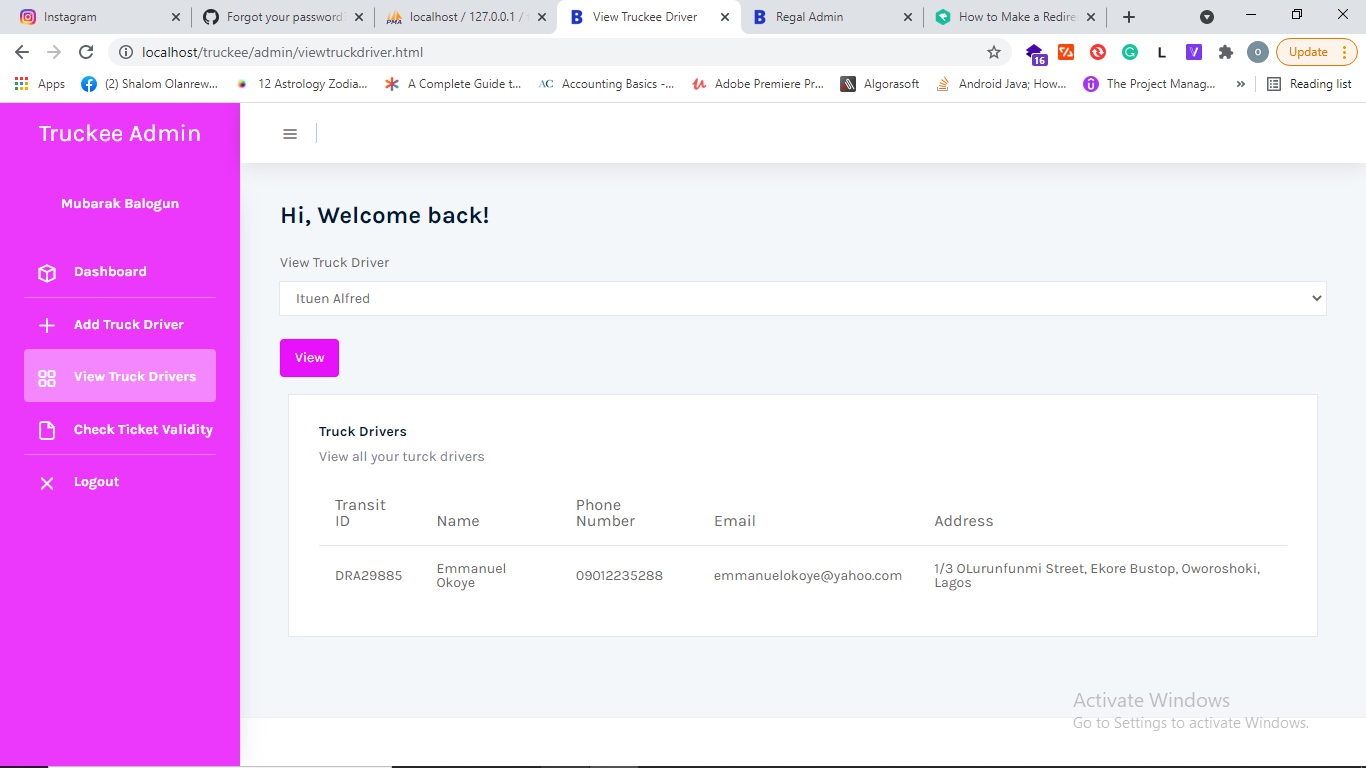 Instagram
Forgot your password?
localhost / 127.0.0.1 / t
View Truckee Driver
Regal Admin
How to Make a Redire
localhost/truckee/admin/viewtruckdriver.html
16
L
V
o
Update
Apps
(2) Shalom Olanrew...
12 Astrology Zodia...
A Complete Guide t...
AC Accounting Basics -...
Adobe Premiere Pr...
Algorasoft
Android Java; How...
The Project Manag...
»
Reading list
Truckee Admin
Mubarak Balogun
Dashboard
Add Truck Driver
View Truck Drivers
Check Ticket Validity
Logout
Hi, Welcome back!
View Truck Driver
Ituen Alfred
View
Truck Drivers
View all your turck drivers
Transit ID Name Phone Number Email Address
DRA29885 Emmanuel Okoye 09012235288 emmanuelokoye@yahoo.com 1/3 OLurunfunmi Street, Ekore Bustop, Oworoshoki, Lagos
Activate Windows
Go to Settings to activate Windows.